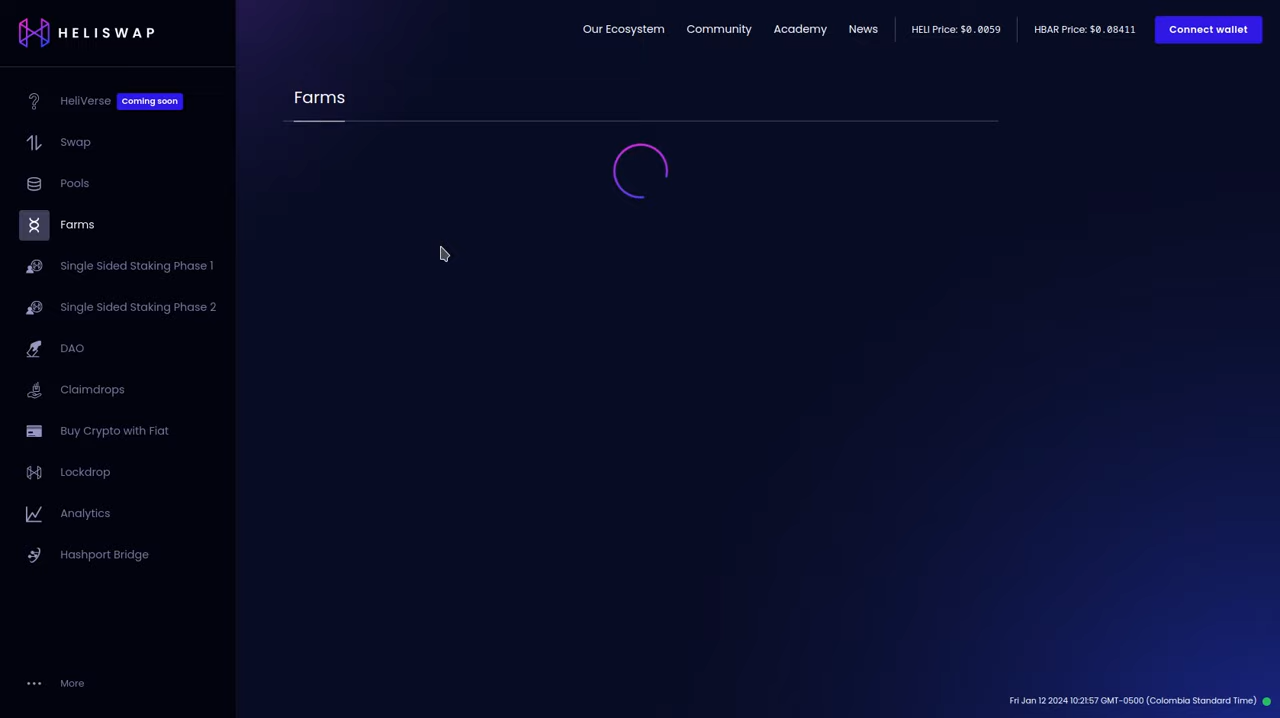 HELISWAP
Our Ecosystem
Community
Academy
News
HELI Price: $0.0059
HBAR Price: $0.08411
Connect wallet
HeliVerse
Coming soon
Swap
Pools
Farms
Single Sided Staking Phase 1
Single Sided Staking Phase 2
DAO
Claimdrops
Buy Crypto with Fiat
Lockdrop
Analytics
Hashport Bridge
More
Farms
Fri Jan 12 2024 10:21:57 GMT-0500 (Colombia Standard Time)